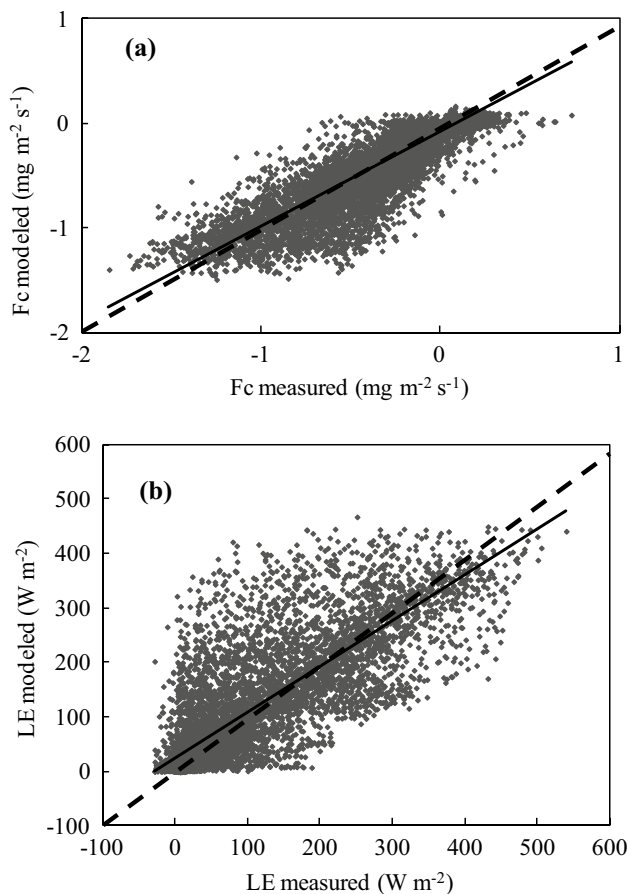 (a)
Fc modeled (mg m⁻² s⁻¹)
1
0
-1
-2
-2 -1 0 1
Fc measured (mg m⁻² s⁻¹)
(b)
LE modeled (W m⁻²)
600
500
400
300
200
100
0
-100
-100 0 100 200 300 400 500 600
LE measured (W m⁻²)